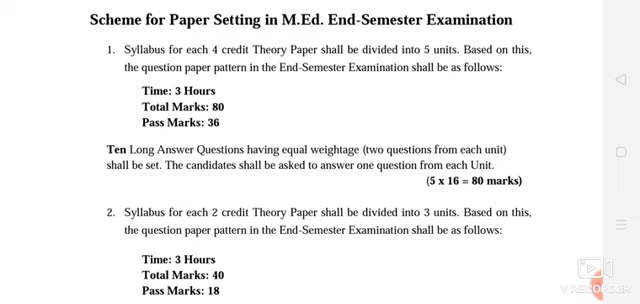 Scheme for Paper Setting in M.Ed. End-Semester Examination
1. Syllabus for each 4 credit Theory Paper shall be divided into 5 units. Based on this,
the question paper pattern in the End-Semester Examination shall be as follows:
Time: 3 Hours
Total Marks: 80
Pass Marks: 36
Ten Long Answer Questions having equal weightage (two questions from each unit)
shall be set. The candidates shall be asked to answer one question from each Unit.
(5 x 16 = 80 marks)
2. Syllabus for each 2 credit Theory Paper shall be divided into 3 units. Based on this,
the question paper pattern in the End-Semester Examination shall be as follows:
Time: 3 Hours
Total Marks: 40
Pass Marks: 18
V RECORDER